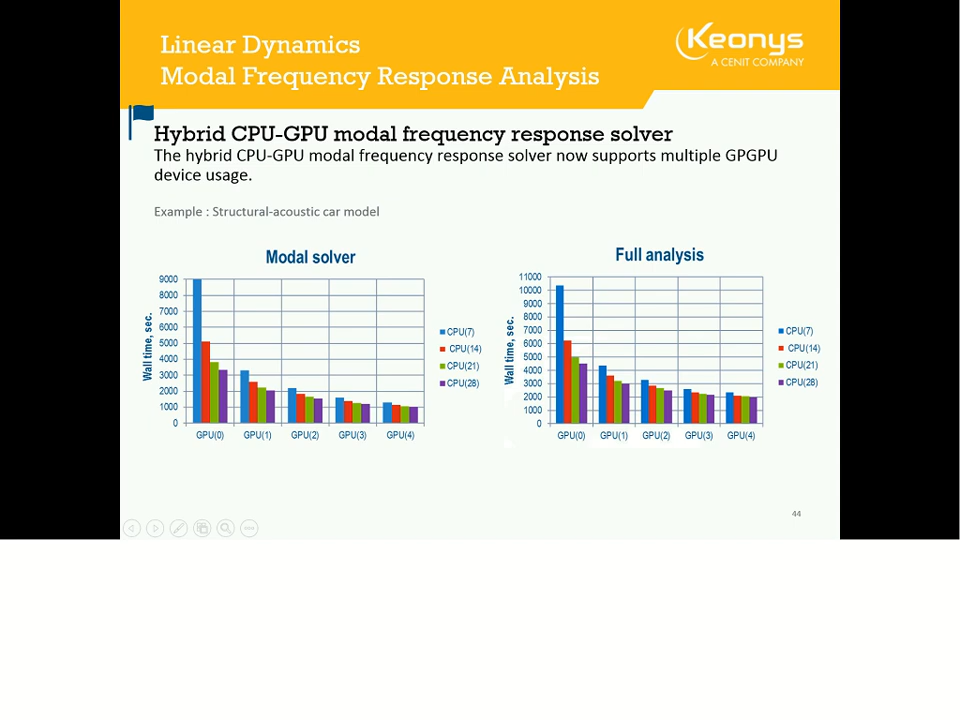 Linear Dynamics
Modal Frequency Response Analysis
Keonys
A CENIT COMPANY
Hybrid CPU-GPU modal frequency response solver
The hybrid CPU-GPU modal frequency response solver now supports multiple GPGPU
device usage.
Example : Structural-acoustic car model
Modal solver
Wall time, sec.
9000
8000
7000
6000
5000
4000
3000
2000
1000
0
GPU(0) GPU(1) GPU(2) GPU(3) GPU(4)
CPU(7)
CPU(14)
CPU(21)
CPU(28)
Full analysis
Wall time, sec.
11000
10000
9000
8000
7000
6000
5000
4000
3000
2000
1000
0
GPU(0) GPU(1) GPU(2) GPU(3) GPU(4)
CPU(7)
CPU(14)
CPU(21)
CPU(28)
44